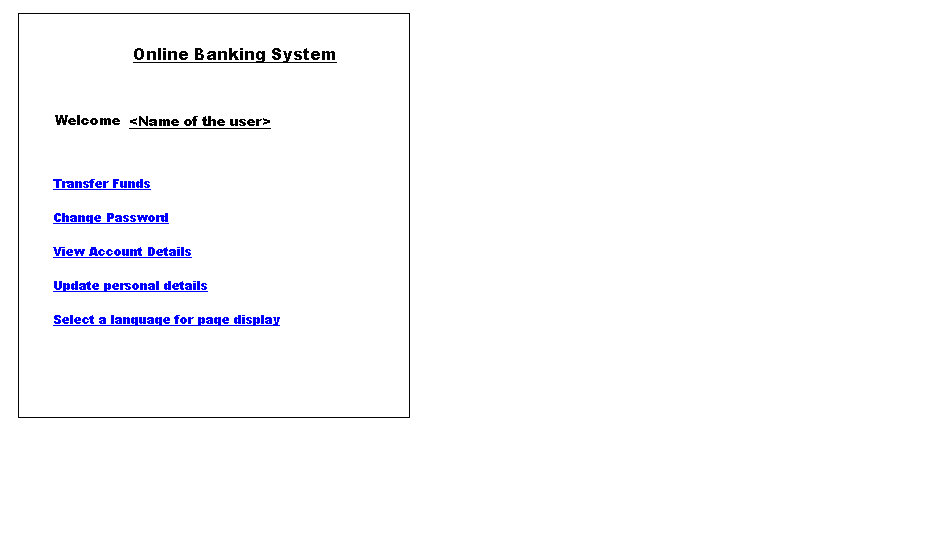 Online Banking System
Welcome <Name of the user>
Transfer Funds
Change Password
View Account Details
Update personal details
Select a language for page display